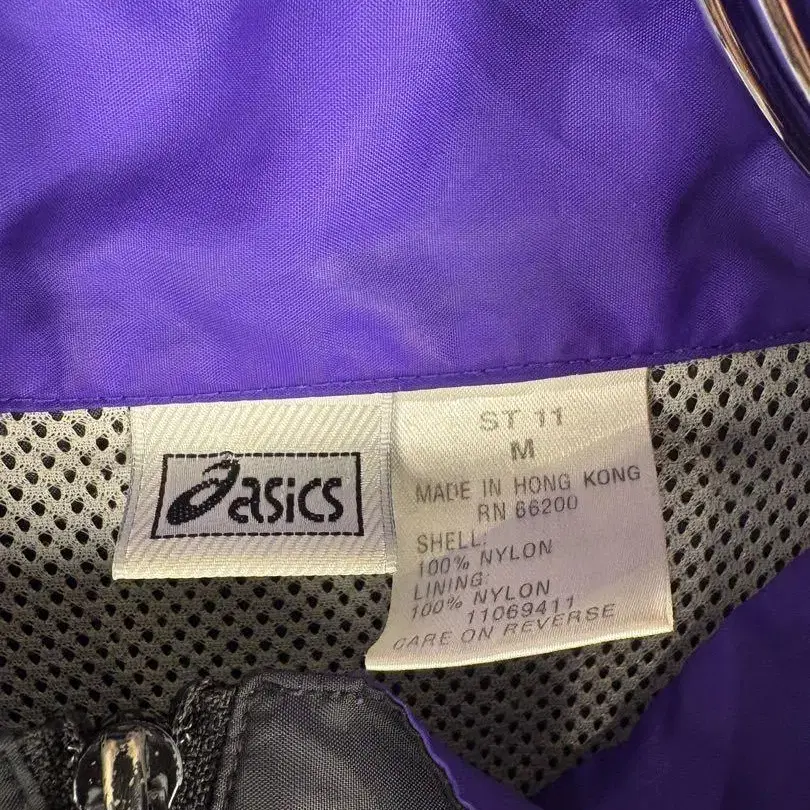 asics
ST 11
M
MADE IN HONG KONG
RN 66200
SHELL:
100% NYLON
LINING:
100% NYLON
11069411
CARE ON REVERSE